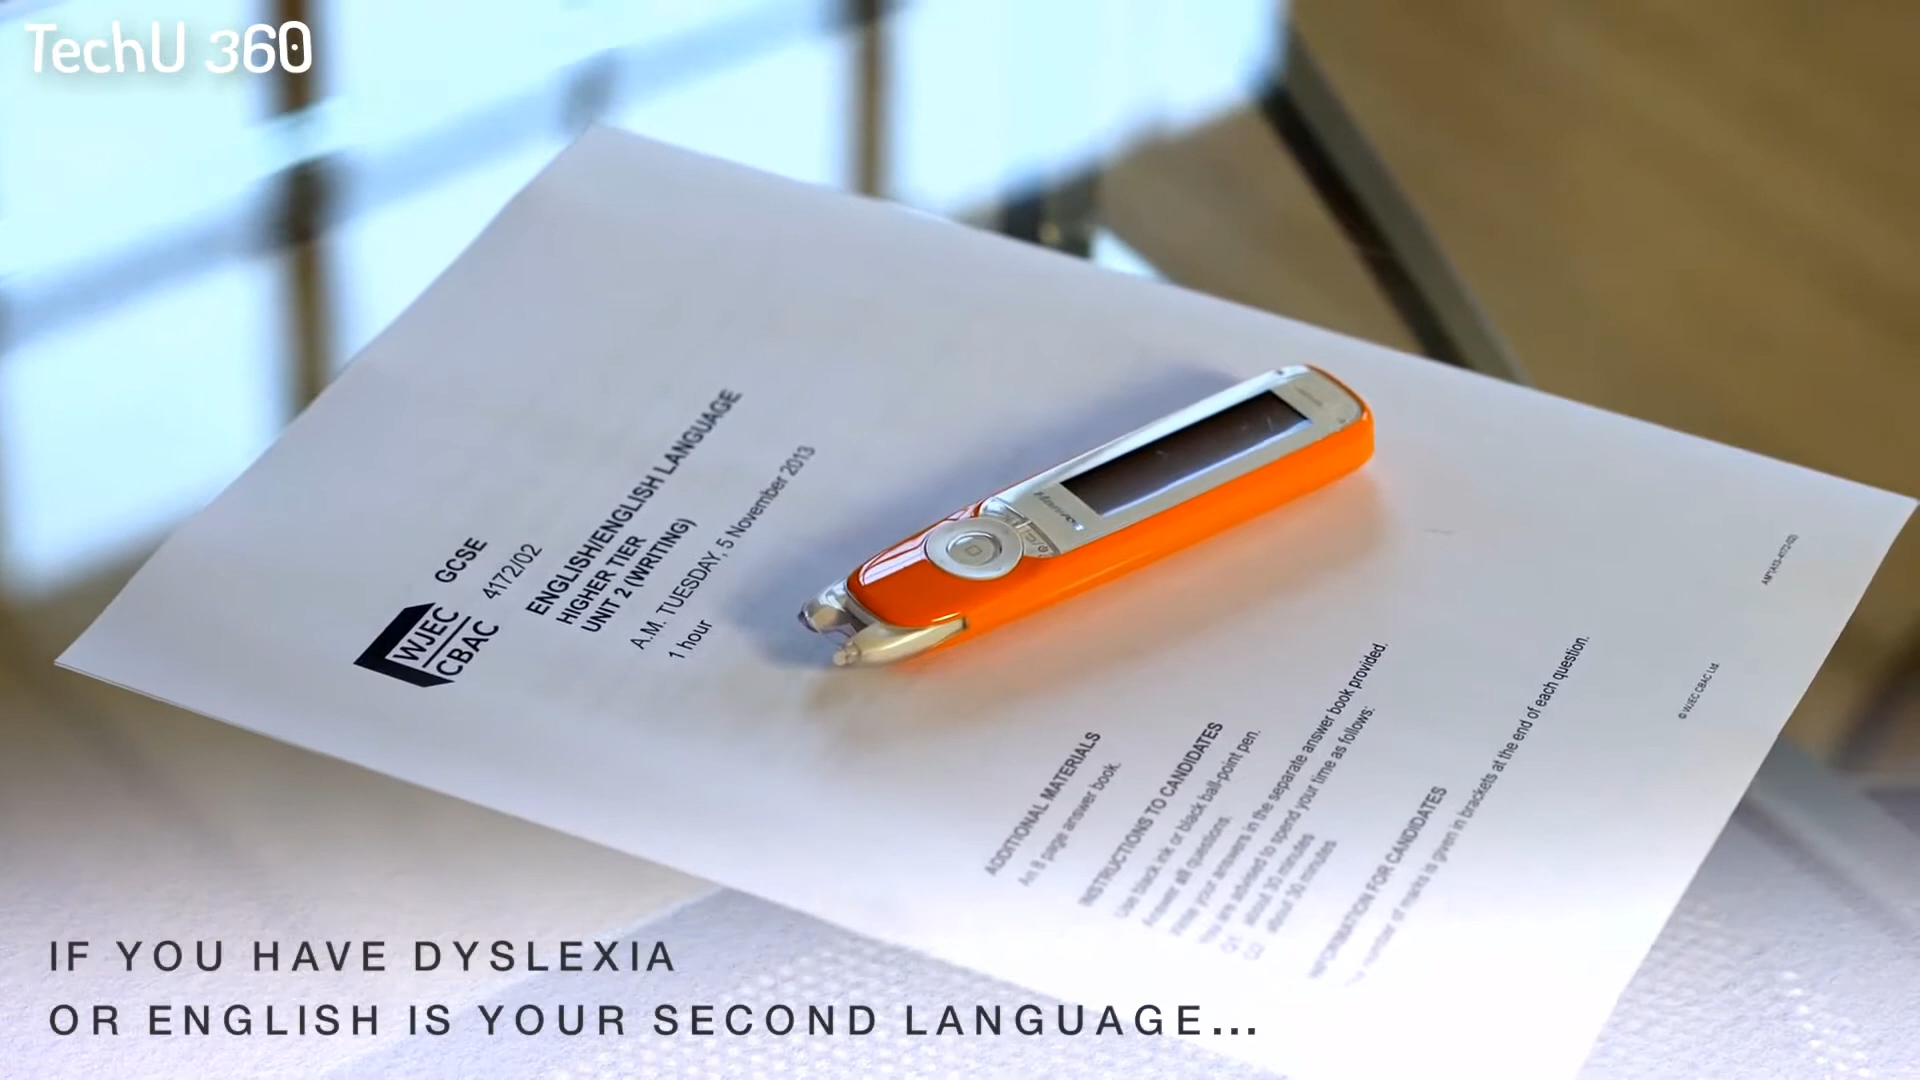 TechU 360
WJEC
CBAC
GCSE
4172/02
ENGLISH/ENGLISH LANGUAGE
HIGHER TIER
UNIT 2 (WRITING)
A.M. TUESDAY, 5 November 2013
1 hour
ADDITIONAL MATERIALS
An 8 page answer book.
INSTRUCTIONS TO CANDIDATES
Use black ink or black ball-point pen.
Answer all questions.
Write your answers in the separate answer book provided.
You are advised to spend your time as follows:
Q1 about 30 minutes
Q2 about 30 minutes
INFORMATION FOR CANDIDATES
The number of marks is given in brackets at the end of each question.
© WJEC CBAC Ltd.
IF YOU HAVE DYSLEXIA
OR ENGLISH IS YOUR SECOND LANGUAGE...